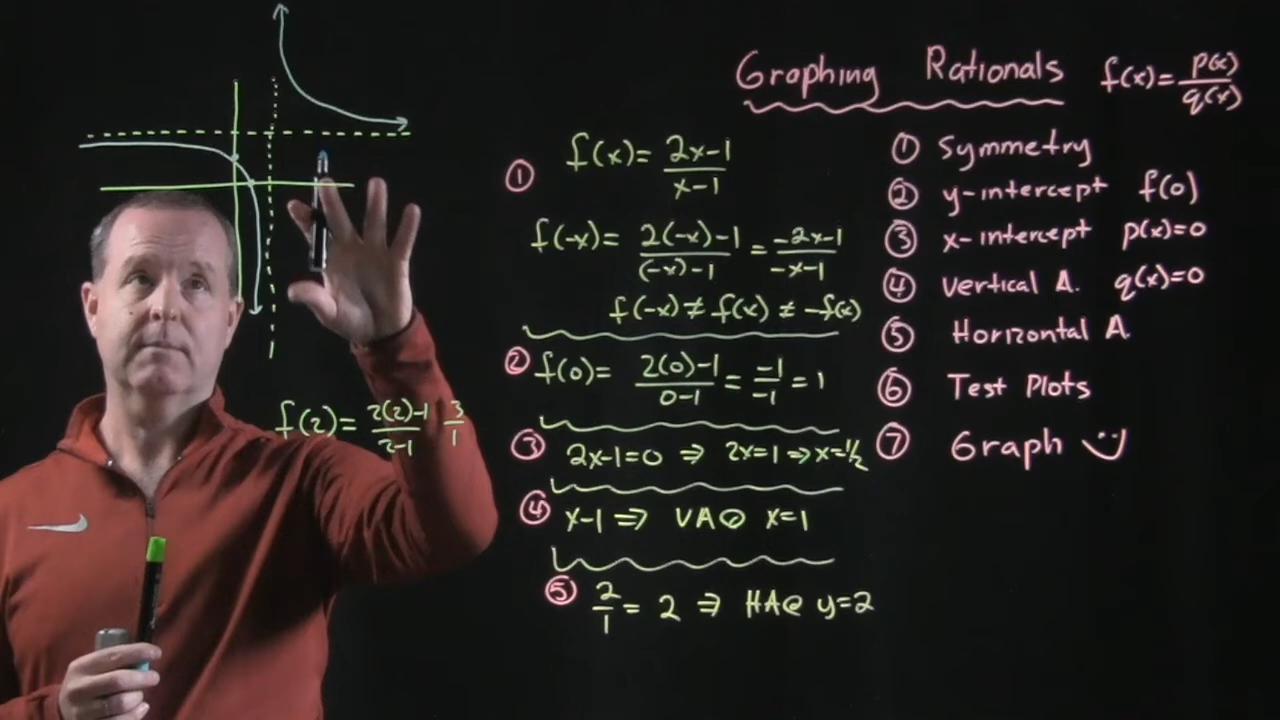 Graphing Rationals f(x)= p(x)/q(x)
① f(x)= 2x-1/x-1
f(-x)= 2(-x)-1/(-x)-1 = -2x-1/-x-1
f(-x) ≠ f(x) ≠ -f(x)
② f(0)= 2(0)-1/0-1 = -1/-1 = 1
③ 2x-1=0 ⇒ 2x=1 ⇒ x=1/2
④ x-1 ⇒ VA@ x=1
⑤ 2/1 = 2 ⇒ HA@ y=2
① Symmetry
② y-intercept f(0)
③ x-intercept p(x)=0
④ Vertical A. q(x)=0
⑤ Horizontal A.
⑥ Test Plots
⑦ Graph
f(2)= 2(2)-1/2-1 3/1